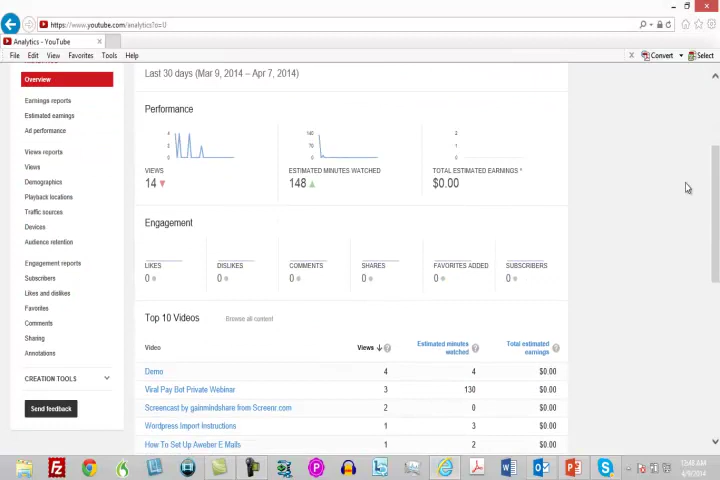 https://www.youtube.com/analytics?o=U
Analytics - YouTube
File Edit View Favorites Tools Help
Convert Select
Overview
Earnings reports
Estimated earnings
Ad performance
Views reports
Views
Demographics
Playback locations
Traffic sources
Devices
Audience retention
Engagement reports
Subscribers
Likes and dislikes
Favorites
Comments
Sharing
Annotations
CREATION TOOLS
Send feedback
Last 30 days (Mar 9, 2014 – Apr 7, 2014)
Performance
VIEWS
14
ESTIMATED MINUTES WATCHED
148
TOTAL ESTIMATED EARNINGS *
$0.00
Engagement
LIKES DISLIKES COMMENTS SHARES FAVORITES ADDED SUBSCRIBERS
0 0 0 0 0 0
Top 10 Videos Browse all content
Video Views Estimated minutes watched Total estimated earnings
Demo 4 4 $0.00
Viral Pay Bot Private Webinar 3 130 $0.00
Screencast by gainmindshare from Screenr.com 2 0 $0.00
Wordpress Import Instructions 1 3 $0.00
How To Set Up Aweber E Mails 1 2 $0.00
4/9/2014